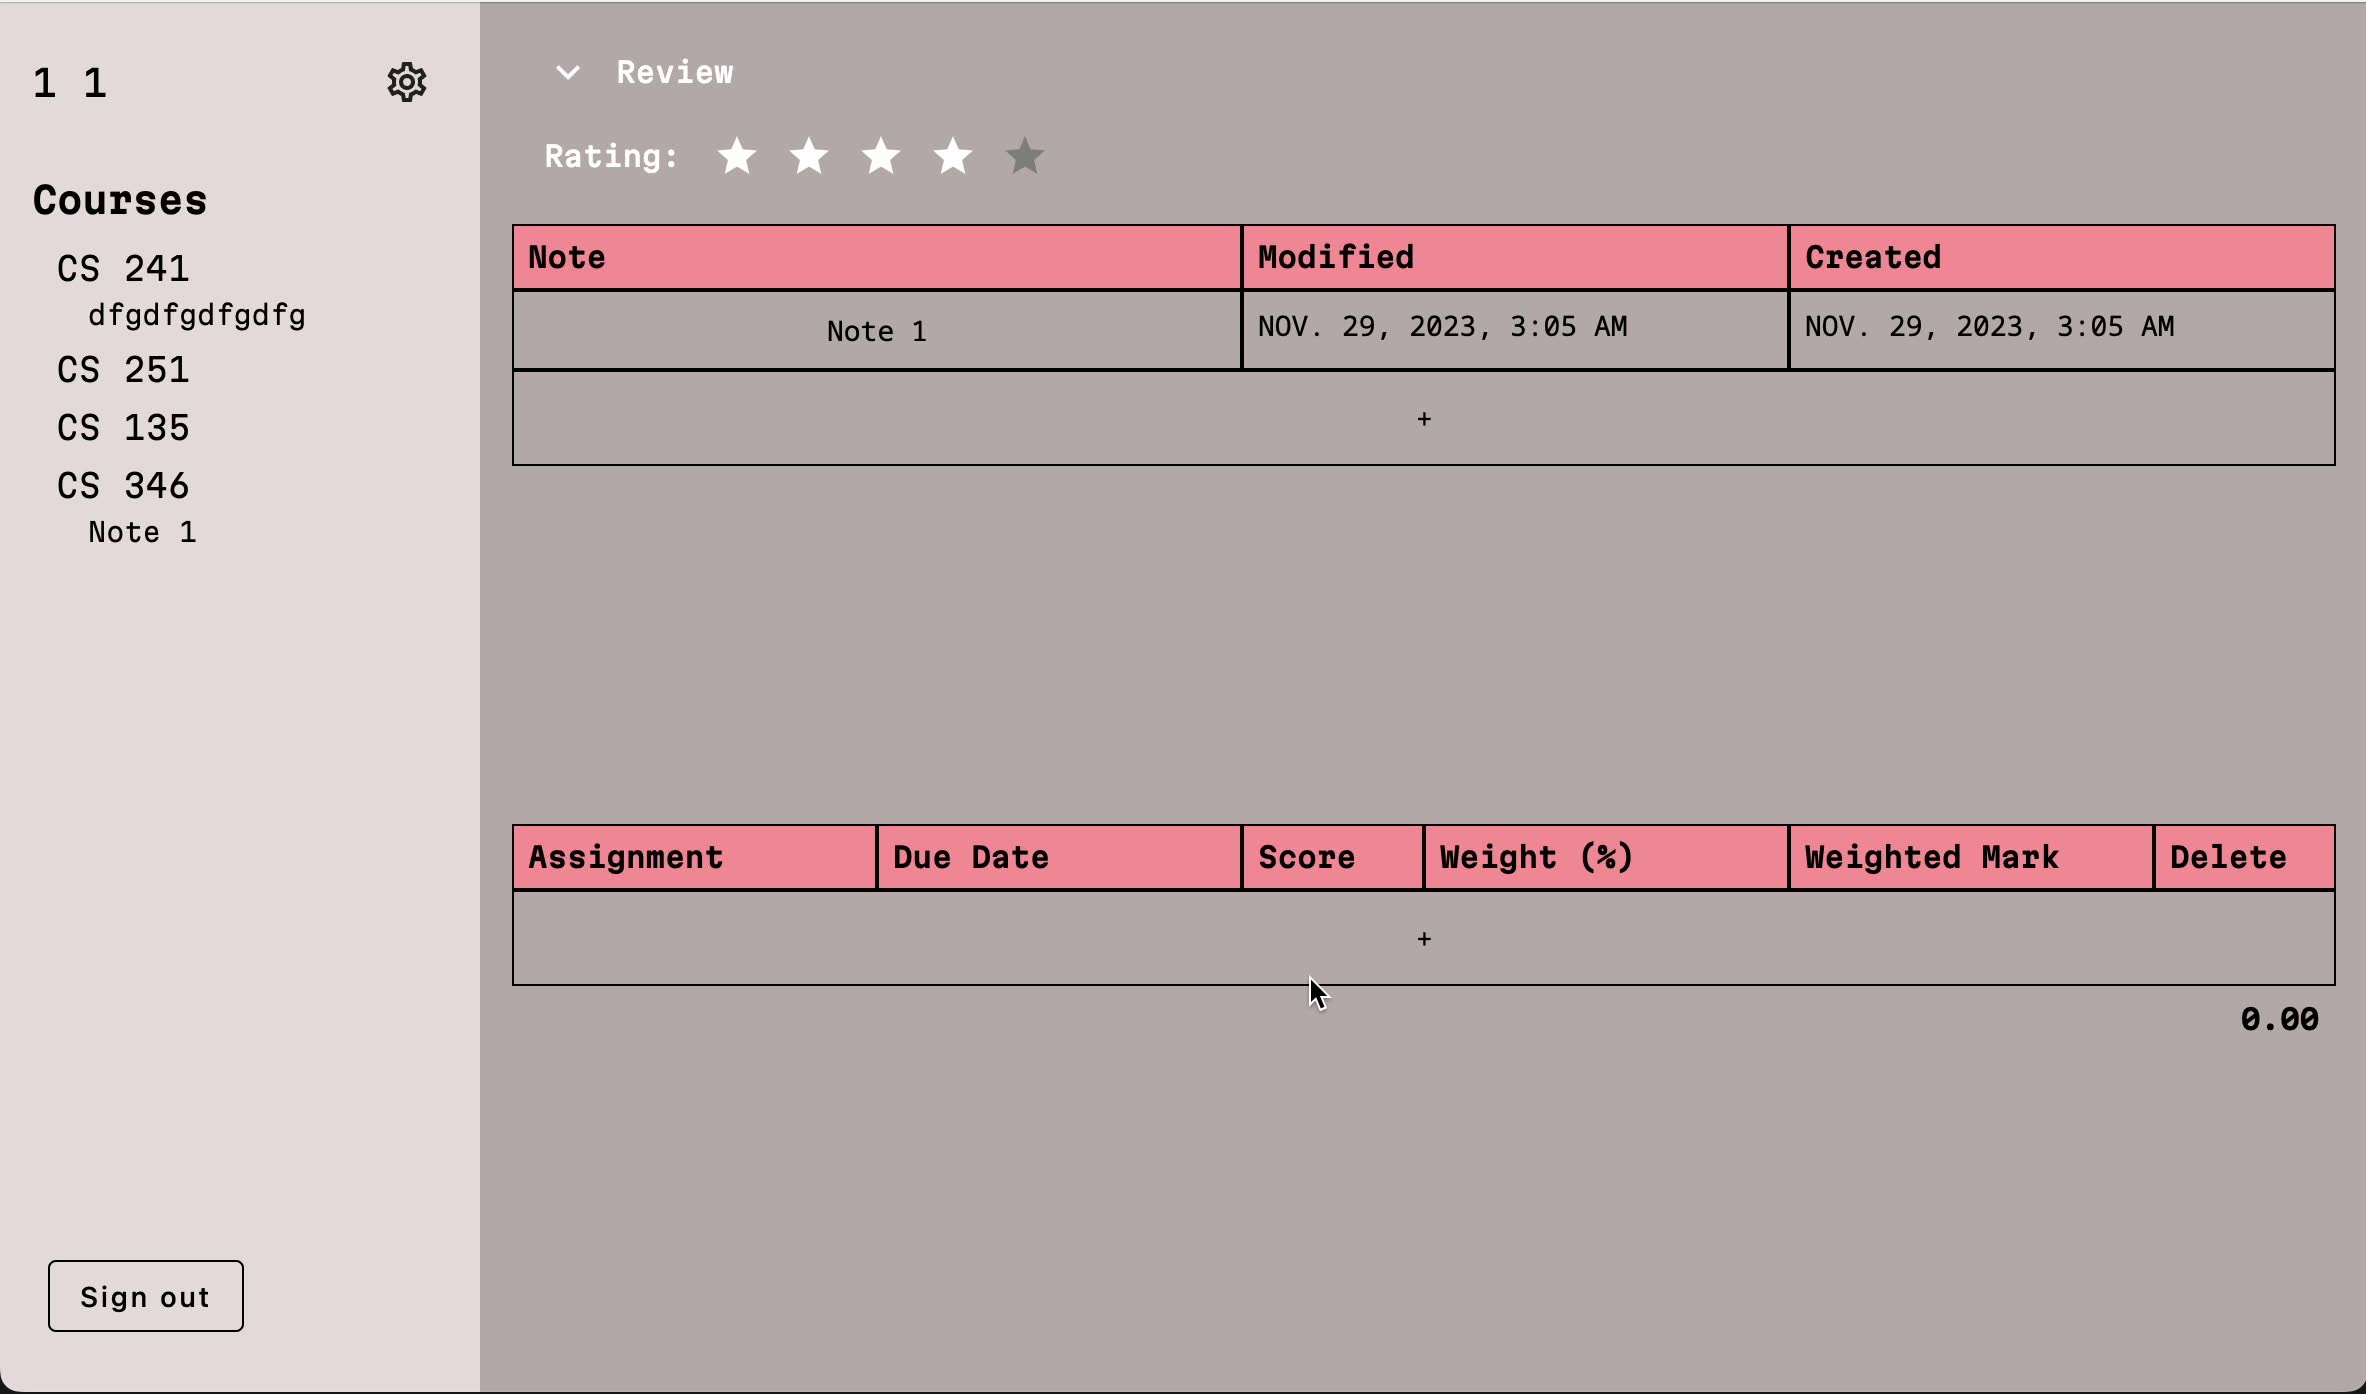 1 1
Courses
CS 241
dfgdfgdfgdfg
CS 251
CS 135
CS 346
Note 1
Sign out
Review
Rating:
Note Modified Created
Note 1 NOV. 29, 2023, 3:05 AM NOV. 29, 2023, 3:05 AM
+
Assignment Due Date Score Weight (%) Weighted Mark Delete
+
0.00